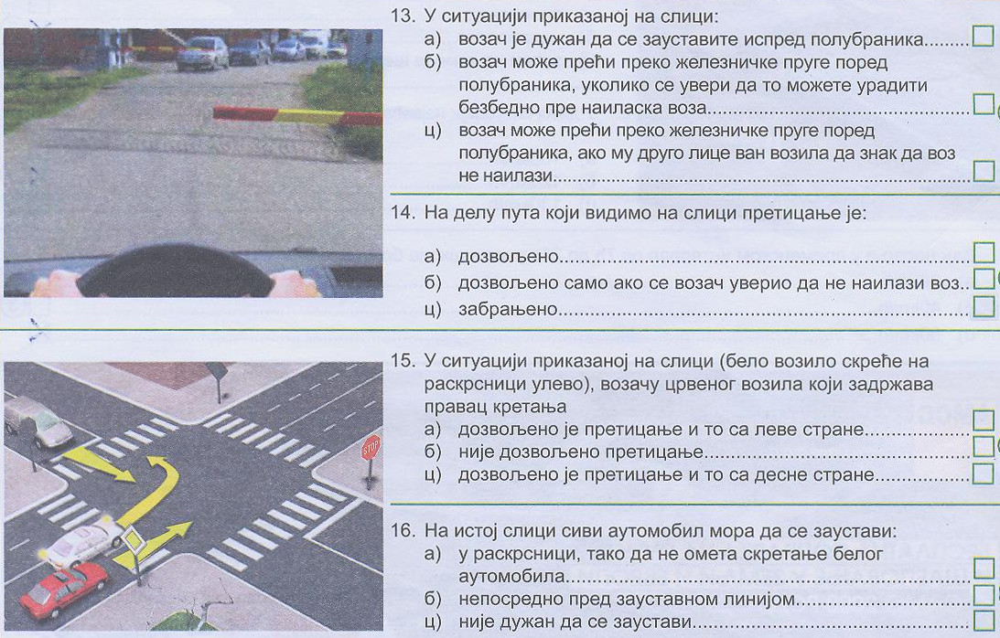 13. У ситуацији приказаној на слици:
а) возач је дужан да се зауставите испред полубраника........
б) возач може прећи преко железничке пруге поред
полубраника, уколико се увери да то можете урадити
безбедно пре наиласка воза..............................................
ц) возач може прећи преко железничке пруге поред
полубраника, ако му друго лице ван возила да знак да воз
не наилази.......................................................................
14. На делу пута који видимо на слици претицање је:
а) дозвољено......................................................................
б) дозвољено само ако се возач уверио да не наилази воз..
ц) забрањено......................................................................
15. У ситуацији приказаној на слици (бело возило скреће на
раскрсници улево), возачу црвеног возила који задржава
правац кретања
а) дозвољено је претицање и то са леве стране.................
б) није дозвољено претицање..............................................
ц) дозвољено је претицање и то са десне стране...............
STOP
16. На истој слици сиви аутомобил мора да се заустави:
а) у раскрсници, тако да не омета скретање белог
аутомобила.....................................................................
б) непосредно пред зауставном линијом............................
ц) није дужан да се заустави................................................